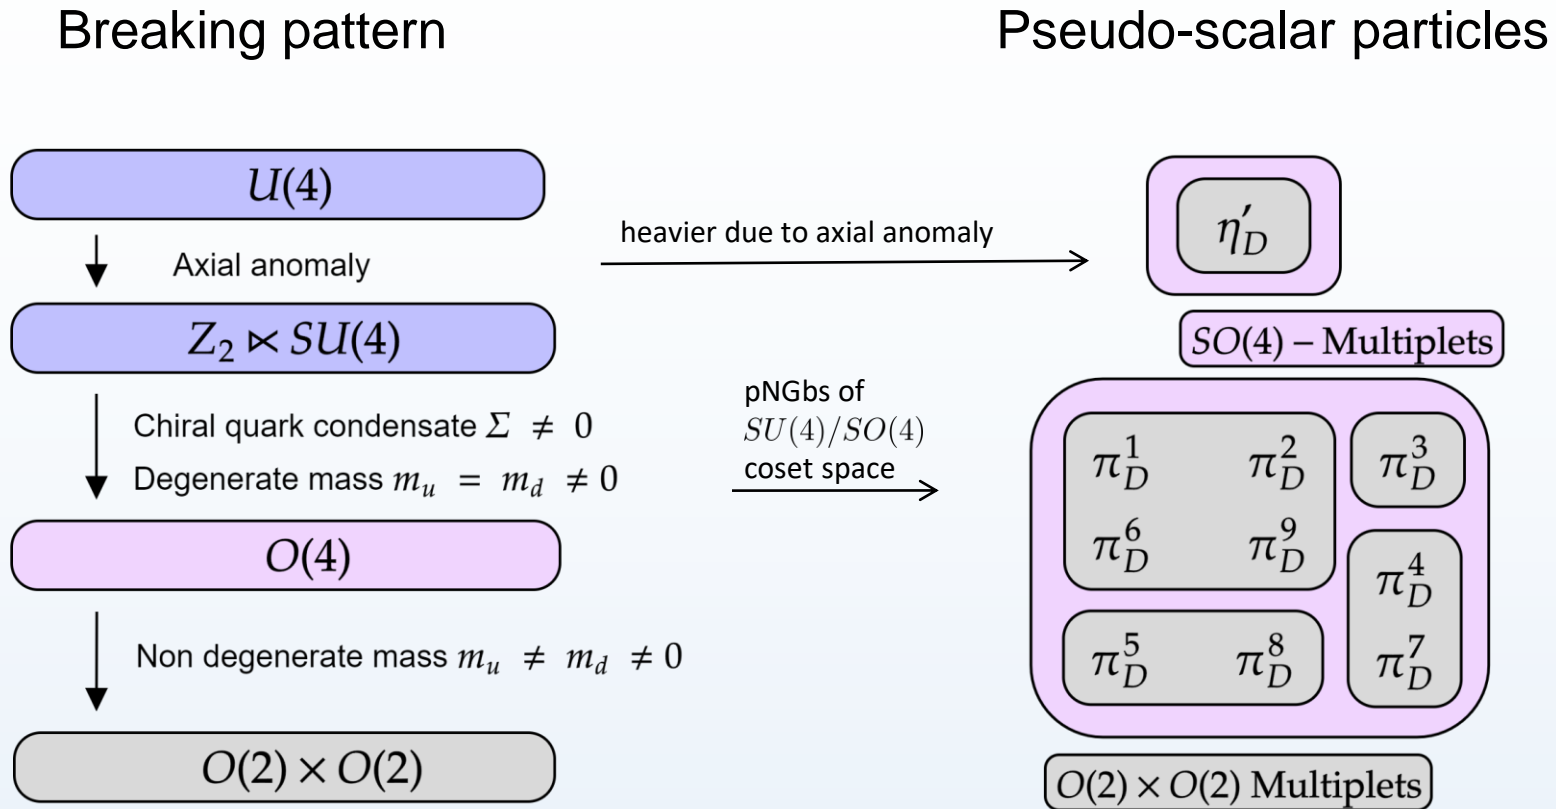 Breaking pattern
Pseudo-scalar particles
U(4)
Axial anomaly
heavier due to axial anomaly
η′_D
Z₂ ⋉ SU(4)
SO(4) – Multiplets
Chiral quark condensate Σ ≠ 0
Degenerate mass m_u = m_d ≠ 0
pNGbs of
SU(4)/SO(4)
coset space
π_D^1 π_D^2 π_D^3
π_D^6 π_D^9
π_D^4
π_D^5 π_D^8
π_D^7
O(4)
Non degenerate mass m_u ≠ m_d ≠ 0
O(2) × O(2)
O(2) × O(2) Multiplets